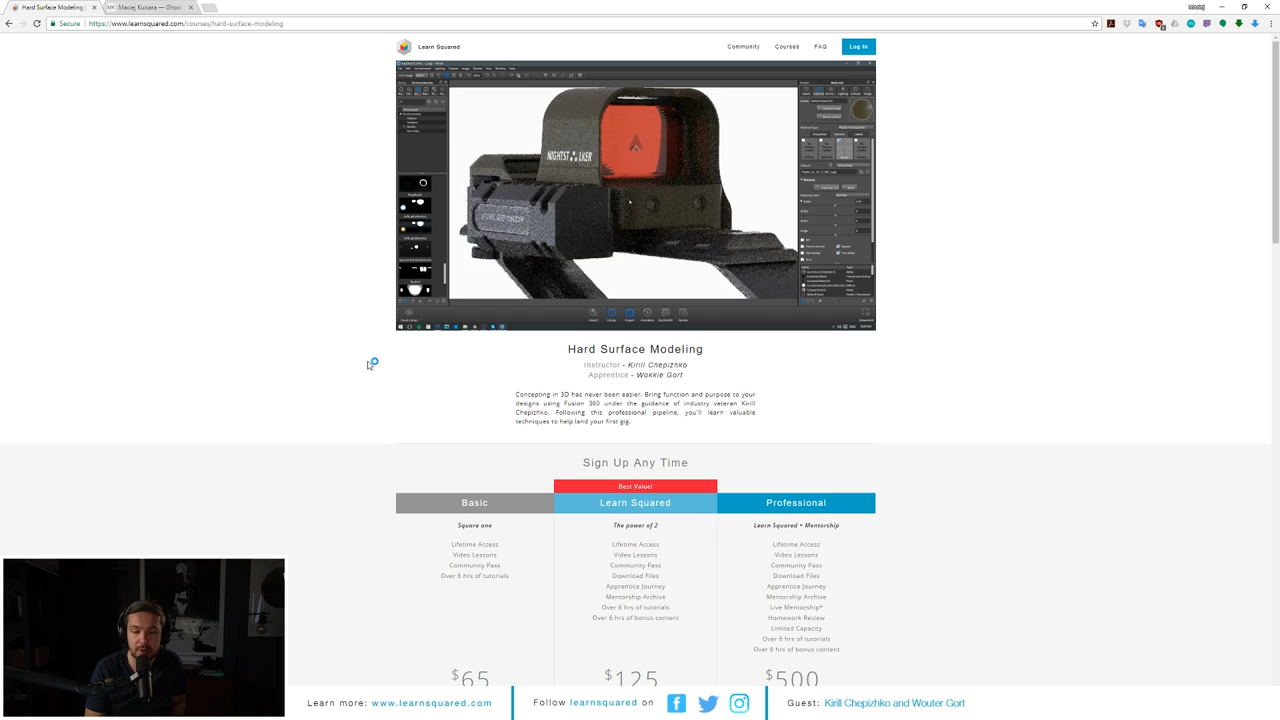 Hard Surface Modeling
Maciej Kuciara — Ghos
Maciej
Secure
https://www.learnsquared.com/courses/hard-surface-modeling
Learn Squared
Community
Courses
FAQ
Log In
Hard Surface Modeling
Instructor - Kirill Chepizhko
Apprentice - Wokkie Gort
Concepting in 3D has never been easier. Bring function and purpose to your
designs using Fusion 360 under the guidance of industry veteran Kirill
Chepizhko. Following this professional pipeline, you'll learn valuable
techniques to help land your first gig.
Sign Up Any Time
Best Value!
Basic
Square one
Lifetime Access
Video Lessons
Community Pass
Over 6 hrs of tutorials
$65
Learn Squared
The power of 2
Lifetime Access
Video Lessons
Community Pass
Download Files
Apprentice Journey
Mentorship Archive
Over 6 hrs of tutorials
Over 6 hrs of bonus content
$125
Professional
Learn Squared + Mentorship
Lifetime Access
Video Lessons
Community Pass
Download Files
Apprentice Journey
Mentorship Archive
Live Mentorship*
Homework Review
Limited Capacity
Over 6 hrs of tutorials
Over 6 hrs of bonus content
$500
Learn more: www.learnsquared.com
Follow learnsquared on
Guest: Kirill Chepizhko and Wouter Gort